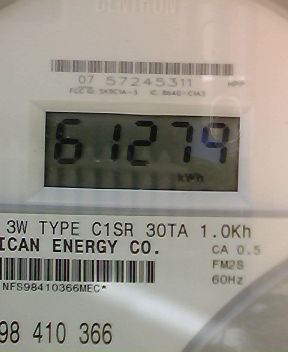 CENTRON
07 57245311
61279
kWh
3W TYPE C1SR 30TA 1.0Kh
ICAN ENERGY CO.
CA 0.5
FM2S
60Hz
NFS98410366MEC*
98 410 366